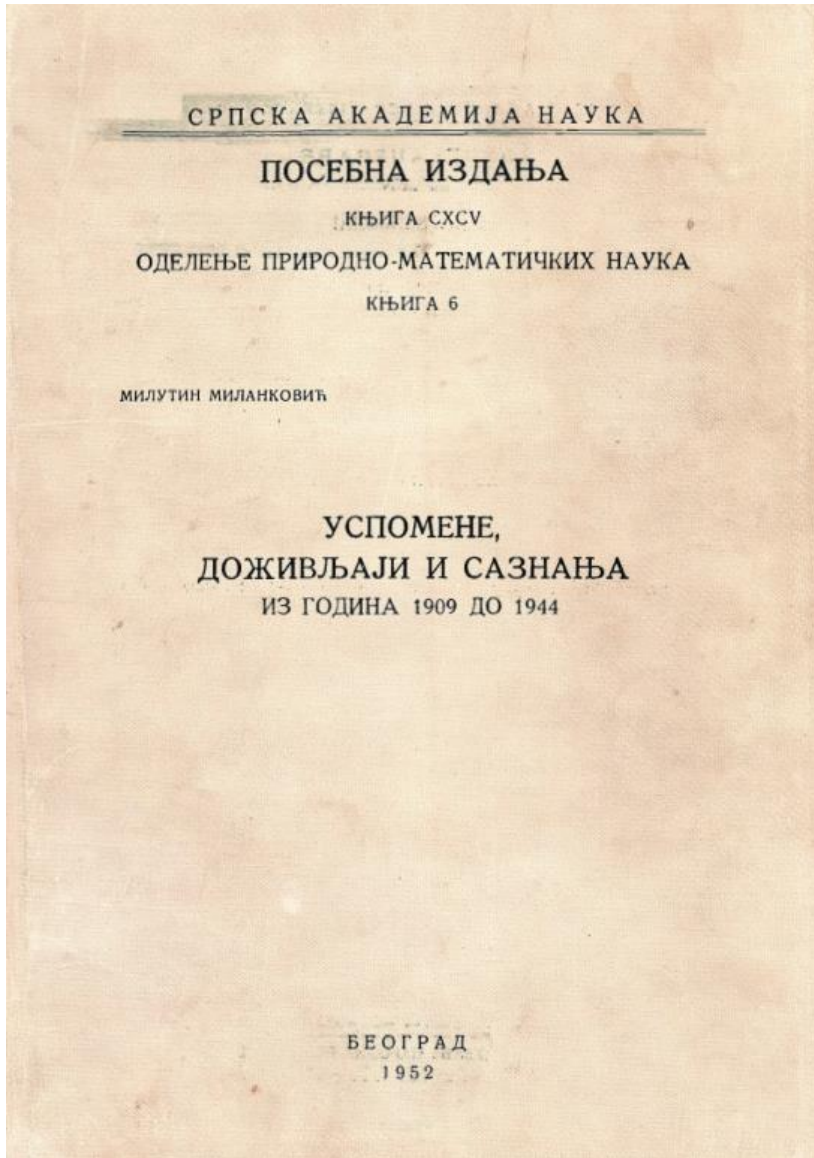 СРПСКА АКАДЕМИЈА НАУКА
ПОСЕБНА ИЗДАЊА
КЊИГА CXCV
ОДЕЛЕЊЕ ПРИРОДНО-МАТЕМАТИЧКИХ НАУКА
КЊИГА 6
МИЛУТИН МИЛАНКОВИЋ
УСПОМЕНЕ,
ДОЖИВЉАЈИ И САЗНАЊА
ИЗ ГОДИНА 1909 ДО 1944
БЕОГРАД
1952